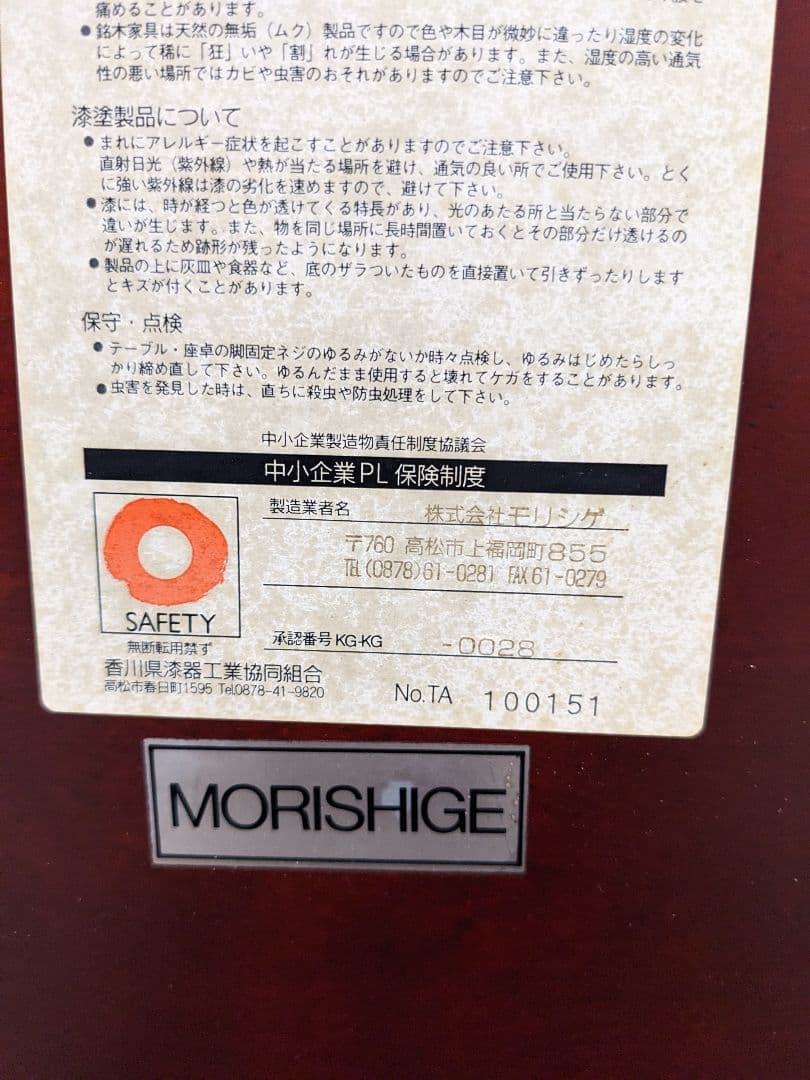 痛めることがあります。
●銘木家具は天然の無垢（ムク）製品ですので色や木目が微妙に違ったり湿度の変化
によって稀に「狂」いや「割」れが生じる場合があります。また、湿度の高い通気
性の悪い場所ではカビや虫害のおそれがありますのでご注意下さい。
漆塗製品について
●まれにアレルギー症状を起こすことがありますのでご注意下さい。
直射日光（紫外線）や熱が当たる場所を避け、通気の良い所でご使用下さい。とく
に強い紫外線は漆の劣化を速めますので、避けて下さい。
●漆には、時が経つと色が透けてくる特長があり、光のあたる所と当たらない部分で
違いが生じます。また、物を同じ場所に長時間置いておくとその部分だけ透けるの
が遅れるため跡形が残ったようになります。
●製品の上に灰皿や食器など、底のザラついたものを直接置いて引きずったりします
とキズが付くことがあります。
保守・点検
●テーブル・座卓の脚固定ネジのゆるみがないか時々点検し、ゆるみはじめたらしっ
かり締め直して下さい。ゆるんだまま使用すると壊れてケガをすることがあります。
●虫害を発見した時は、直ちに殺虫や防虫処理をして下さい。
中小企業製造物責任制度協議会
中小企業PL保険制度
製造業者名 株式会社モリシゲ
〒760 高松市上福岡町855
TEL(0878)61-0281 FAX61-0279
SAFETY
承認番号KG-KG -0028
無断転用禁ず
香川県漆器工業協同組合
高松市春日町1595 Tel.0878-41-9820
No.TA 100151
MORISHIGE